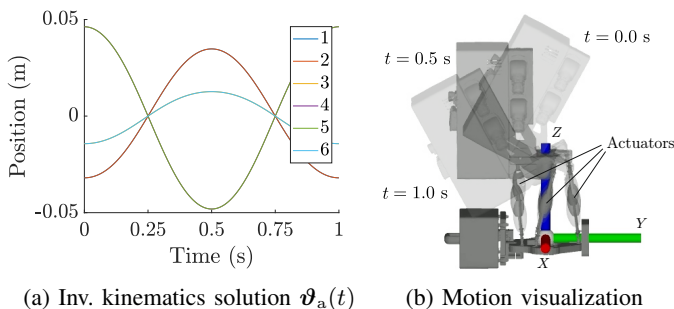 0.05
0
-0.05
Position (m)
0 0.25 0.5 0.75 1
Time (s)
1
2
3
4
5
6
(a) Inv. kinematics solution 𝝑ₐ(t)
t = 0.0 s
t = 0.5 s
Z
Actuators
t = 1.0 s
Y
X
(b) Motion visualization